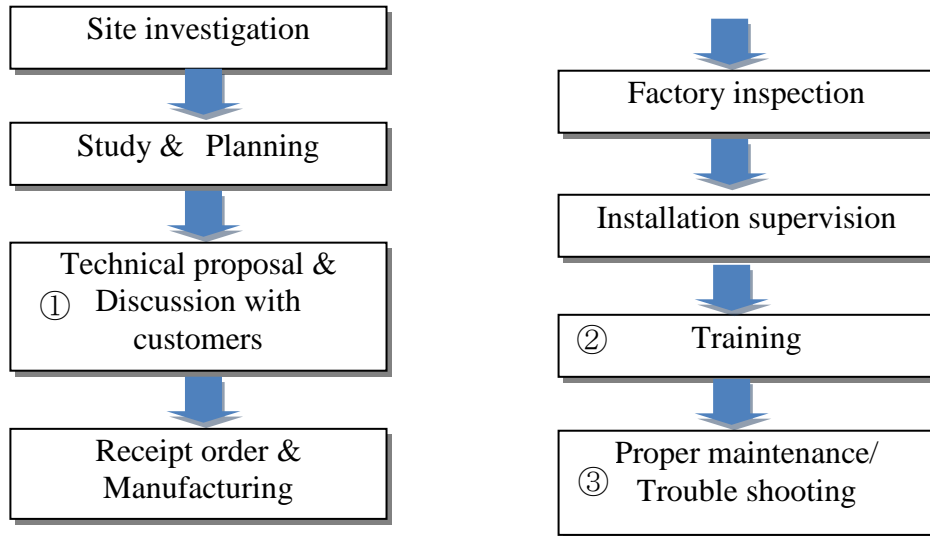 Site investigation
Study & Planning
Technical proposal &
① Discussion with
customers
Receipt order &
Manufacturing
Factory inspection
Installation supervision
② Training
Proper maintenance/
③ Trouble shooting